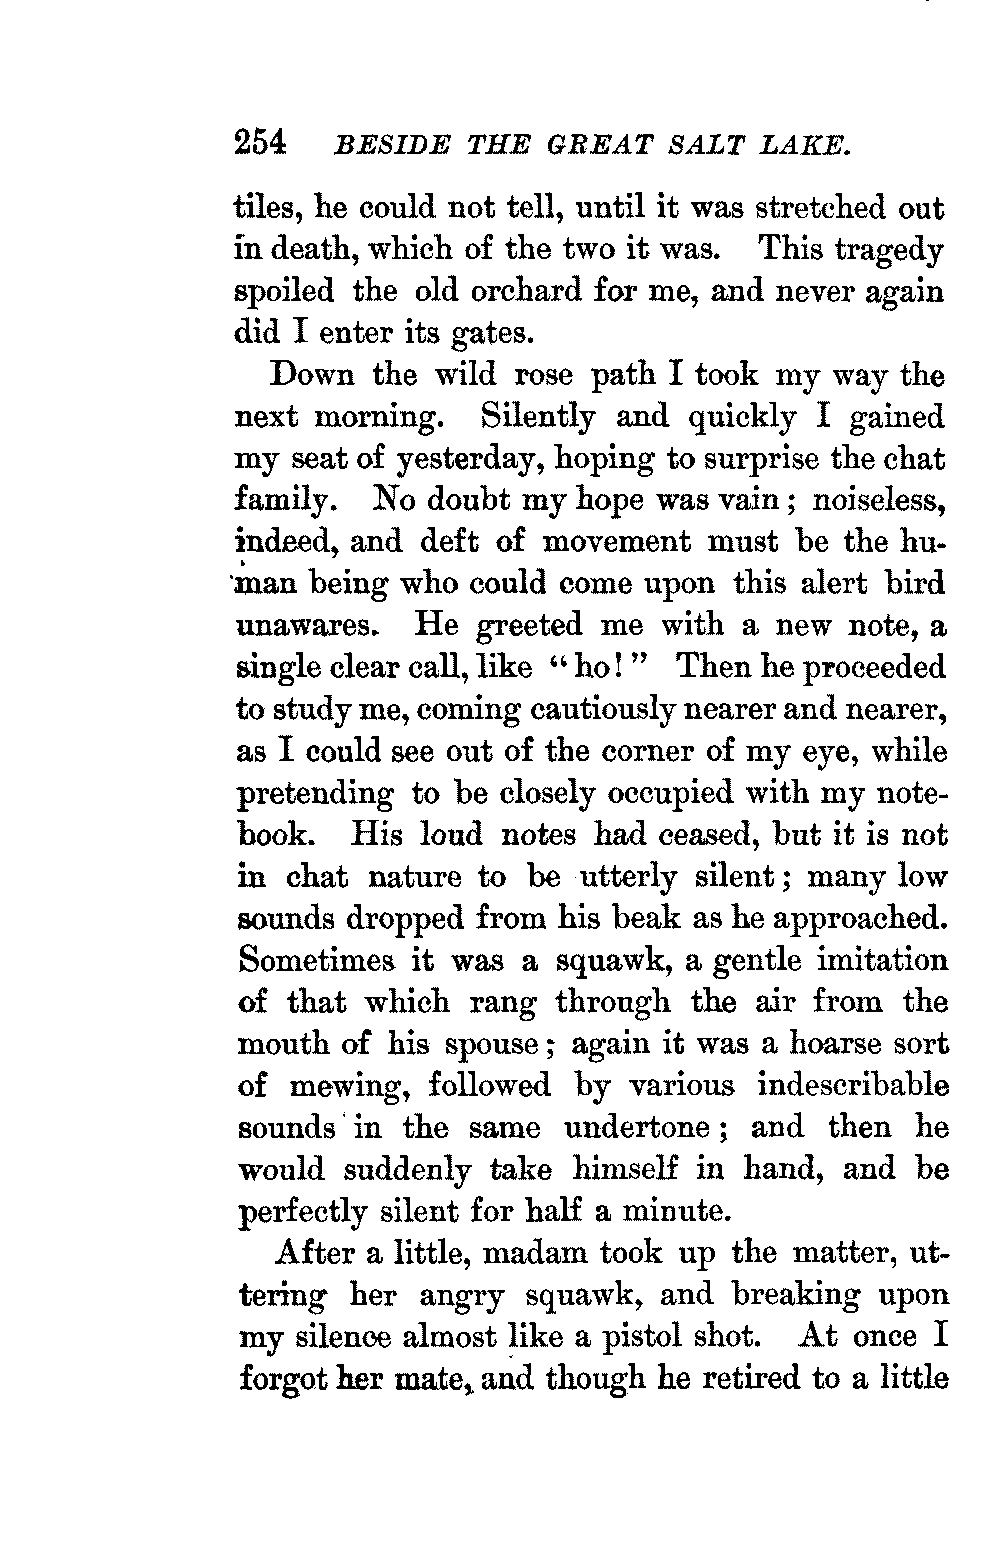 254 BESIDE THE GREAT SALT LAKE.
tiles, he could not tell, until it was stretched out
in death, which of the two it was. This tragedy
spoiled the old orchard for me, and never again
did I enter its gates.
Down the wild rose path I took my way the
next morning. Silently and quickly I gained
my seat of yesterday, hoping to surprise the chat
family. No doubt my hope was vain; noiseless,
indeed, and deft of movement must be the hu-
man being who could come upon this alert bird
unawares. He greeted me with a new note, a
single clear call, like “ho!” Then he proceeded
to study me, coming cautiously nearer and nearer,
as I could see out of the corner of my eye, while
pretending to be closely occupied with my note-
book. His loud notes had ceased, but it is not
in chat nature to be utterly silent; many low
sounds dropped from his beak as he approached.
Sometimes it was a squawk, a gentle imitation
of that which rang through the air from the
mouth of his spouse; again it was a hoarse sort
of mewing, followed by various indescribable
sounds in the same undertone; and then he
would suddenly take himself in hand, and be
perfectly silent for half a minute.
After a little, madam took up the matter, ut-
tering her angry squawk, and breaking upon
my silence almost like a pistol shot. At once I
forgot her mate, and though he retired to a little